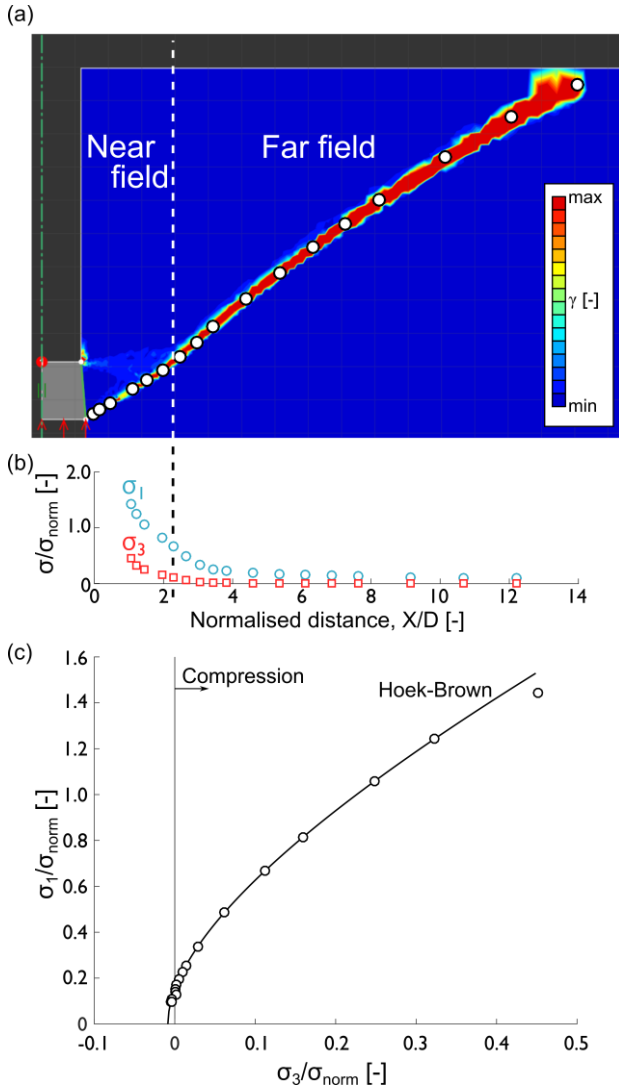 (a)
Near
field
Far field
max
γ [-]
min
(b)
σ/σnorm [-]
2.0
1.0
0
σ1
σ3
0 2 4 6 8 10 12 14
Normalised distance, X/D [-]
(c)
Compression
Hoek-Brown
σ1/σnorm [-]
1.6
1.4
1.2
1.0
0.8
0.6
0.4
0.2
0
-0.1 0 0.1 0.2 0.3 0.4 0.5
σ3/σnorm [-]